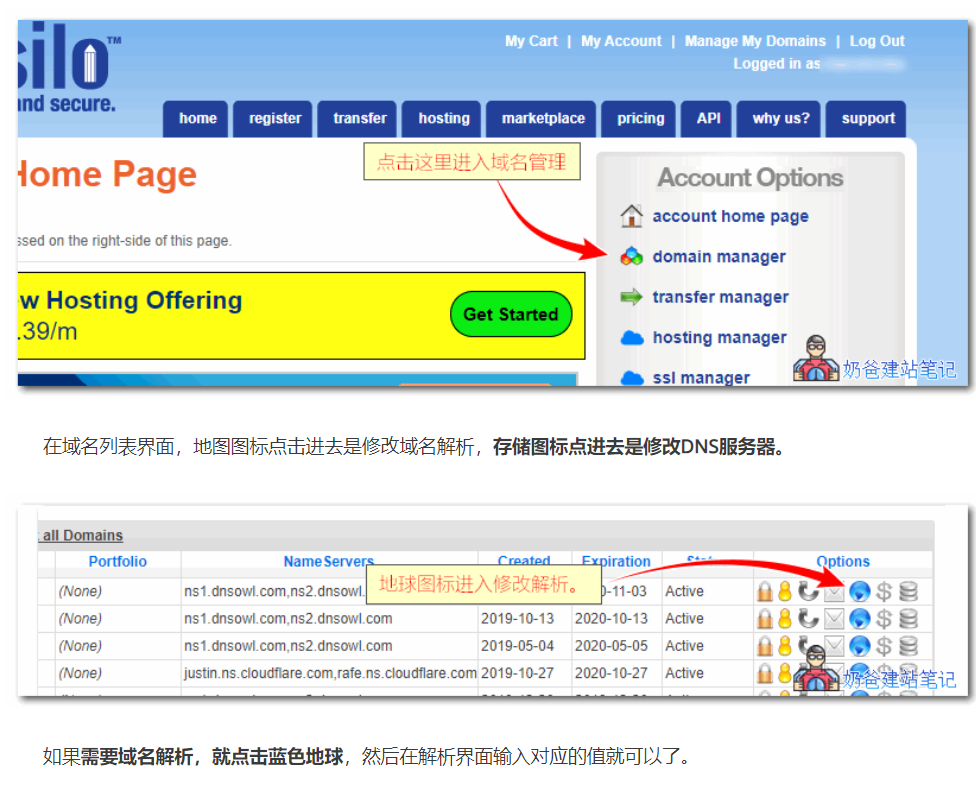 silo™
and secure.
My Cart | My Account | Manage My Domains | Log Out
Logged in as
home register transfer hosting marketplace pricing API why us? support
Home Page
点击这里进入域名管理
Account Options
account home page
ssed on the right-side of this page.
domain manager
transfer manager
w Hosting Offering
.39/m
Get Started
hosting manager
ssl manager
奶爸建站笔记
在域名列表界面，地图图标点击进去是修改域名解析，存储图标点进去是修改DNS服务器。
all Domains
Portfolio NameServers Created Expiration Options
地球图标进入修改解析。
(None) ns1.dnsowl.com,ns2.dnsowl. -11-03 Active
(None) ns1.dnsowl.com,ns2.dnsowl.com 2019-10-13 2020-10-13 Active
(None) ns1.dnsowl.com,ns2.dnsowl.com 2019-05-04 2020-05-05 Active
(None) justin.ns.cloudflare.com,rafe.ns.cloudflare.com 2019-10-27 2020-10-27 Active
奶爸建站笔记
如果需要域名解析，就点击蓝色地球，然后在解析界面输入对应的值就可以了。